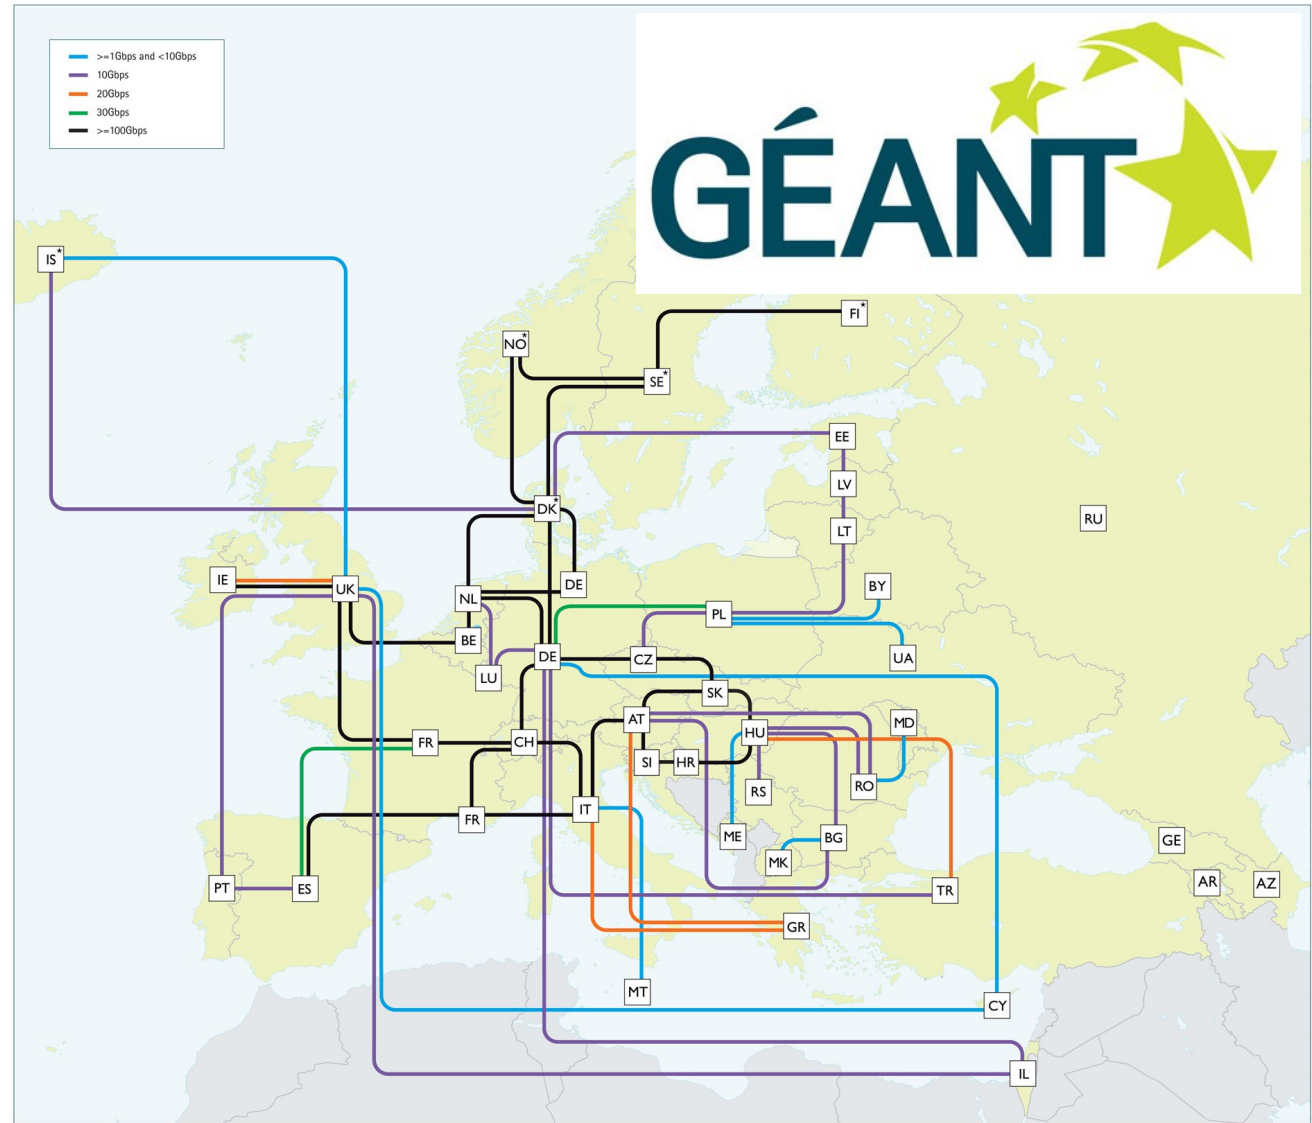 >=1Gbps and <10Gbps
10Gbps
20Gbps
30Gbps
>=100Gbps
GÉANT
IS*
FI*
NO*
SE*
EE
LV
DK*
RU
LT
IE
UK
NL
DE
BY
PL
BE
DE
CZ
UA
LU
SK
AT
MD
HU
FR
CH
SI
HR
RO
RS
IT
FR
ME
BG
GE
MK
PT
ES
TR
AR
AZ
GR
MT
CY
IL